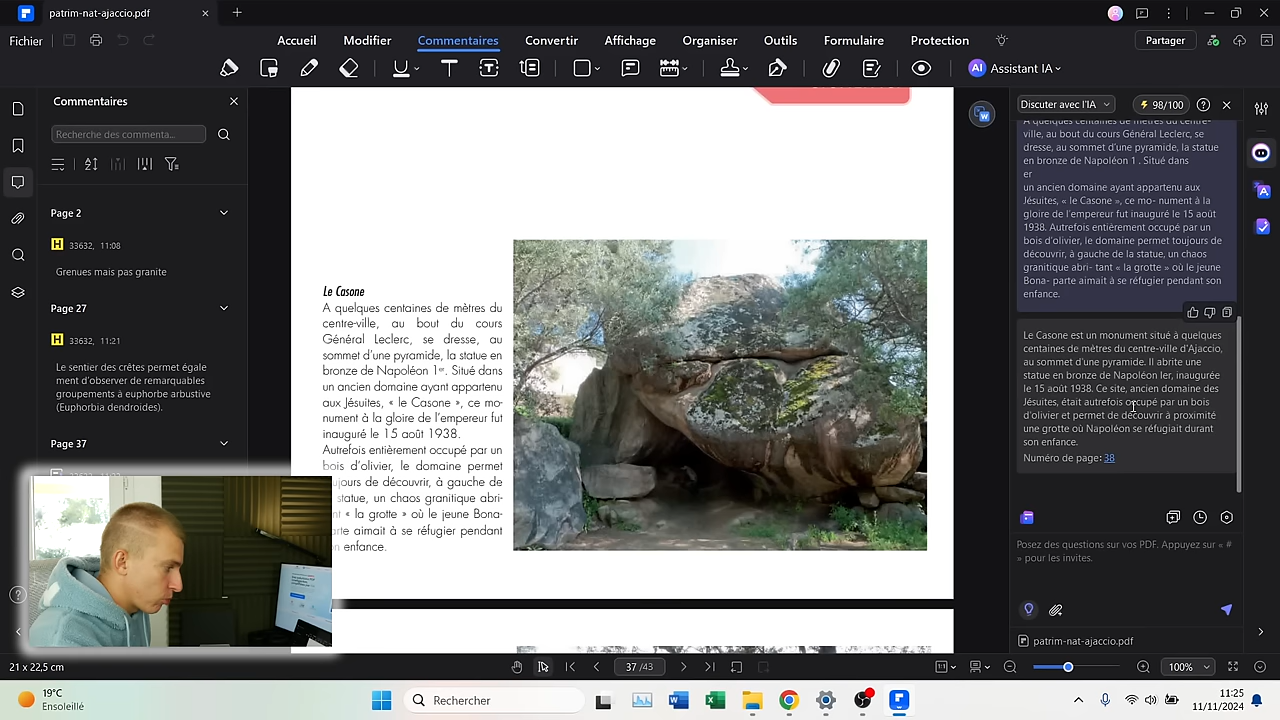 patrim-nat-ajaccio.pdf
Fichier
Accueil
Modifier
Commentaires
Convertir
Affichage
Organiser
Outils
Formulaire
Protection
Partager
Assistant IA
Commentaires
Recherche des commenta...
Page 2
H 33632, 11:08
Grenues mais pas granite
Page 27
H 33632, 11:21
Le sentier des crêtes permet égale
ment d'observer de remarquables
groupements à euphorbe arbustive
(Euphorbia dendroides).
Page 37
Le Casone
A quelques centaines de mètres du
centre-ville, au bout du cours
Général Leclerc, se dresse, au
sommet d'une pyramide, la statue en
bronze de Napoléon 1er. Situé dans
un ancien domaine ayant appartenu
aux Jésuites, « le Casone », ce mo-
nument à la gloire de l'empereur fut
inauguré le 15 août 1938.
Autrefois entièrement occupé par un
bois d'olivier, le domaine permet
toujours de découvrir, à gauche de
statue, un chaos granitique abri-
« la grotte » où le jeune Bona-
parte aimait à se réfugier pendant
enfance.
Discuter avec l'IA
98/100
A quelques centaines de mètres du centre-
ville, au bout du cours Général Leclerc, se
dresse, au sommet d'une pyramide, la statue
en bronze de Napoléon 1 . Situé dans
er
un ancien domaine ayant appartenu aux
Jésuites, « le Casone », ce mo- nument à la
gloire de l'empereur fut inauguré le 15 août
1938. Autrefois entièrement occupé par un
bois d'olivier, le domaine permet toujours de
découvrir, à gauche de la statue, un chaos
granitique abri- tant « la grotte » où le jeune
Bona- parte aimait à se réfugier pendant son
enfance.
Le Casone est un monument situé à quelques
centaines de mètres du centre-ville d'Ajaccio,
au sommet d'une pyramide. Il abrite une
statue en bronze de Napoléon Ier, inaugurée
le 15 août 1938. Ce site, ancien domaine des
Jésuites, était autrefois occupé par un bois
d'olivier et permet de découvrir à proximité
une grotte où Napoléon se réfugiait durant
son enfance.
Numéro de page: 38
Posez des questions sur vos PDF. Appuyez sur « #
» pour les invites.
patrim-nat-ajaccio.pdf
21 x 22,5 cm
37 /43
100%
19°C
Ensoleillé
Rechercher
11:25
11/11/2024